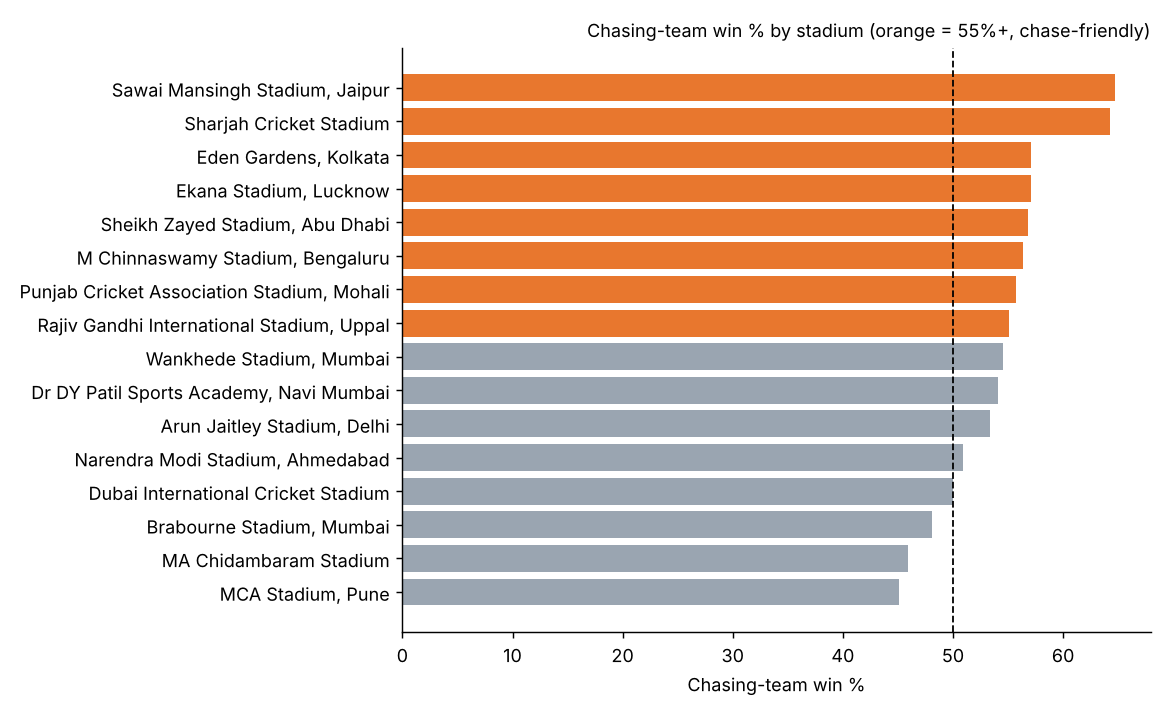 Chasing-team win % by stadium (orange = 55%+, chase-friendly)
Sawai Mansingh Stadium, Jaipur
Sharjah Cricket Stadium
Eden Gardens, Kolkata
Ekana Stadium, Lucknow
Sheikh Zayed Stadium, Abu Dhabi
M Chinnaswamy Stadium, Bengaluru
Punjab Cricket Association Stadium, Mohali
Rajiv Gandhi International Stadium, Uppal
Wankhede Stadium, Mumbai
Dr DY Patil Sports Academy, Navi Mumbai
Arun Jaitley Stadium, Delhi
Narendra Modi Stadium, Ahmedabad
Dubai International Cricket Stadium
Brabourne Stadium, Mumbai
MA Chidambaram Stadium
MCA Stadium, Pune
0 10 20 30 40 50 60
Chasing-team win %